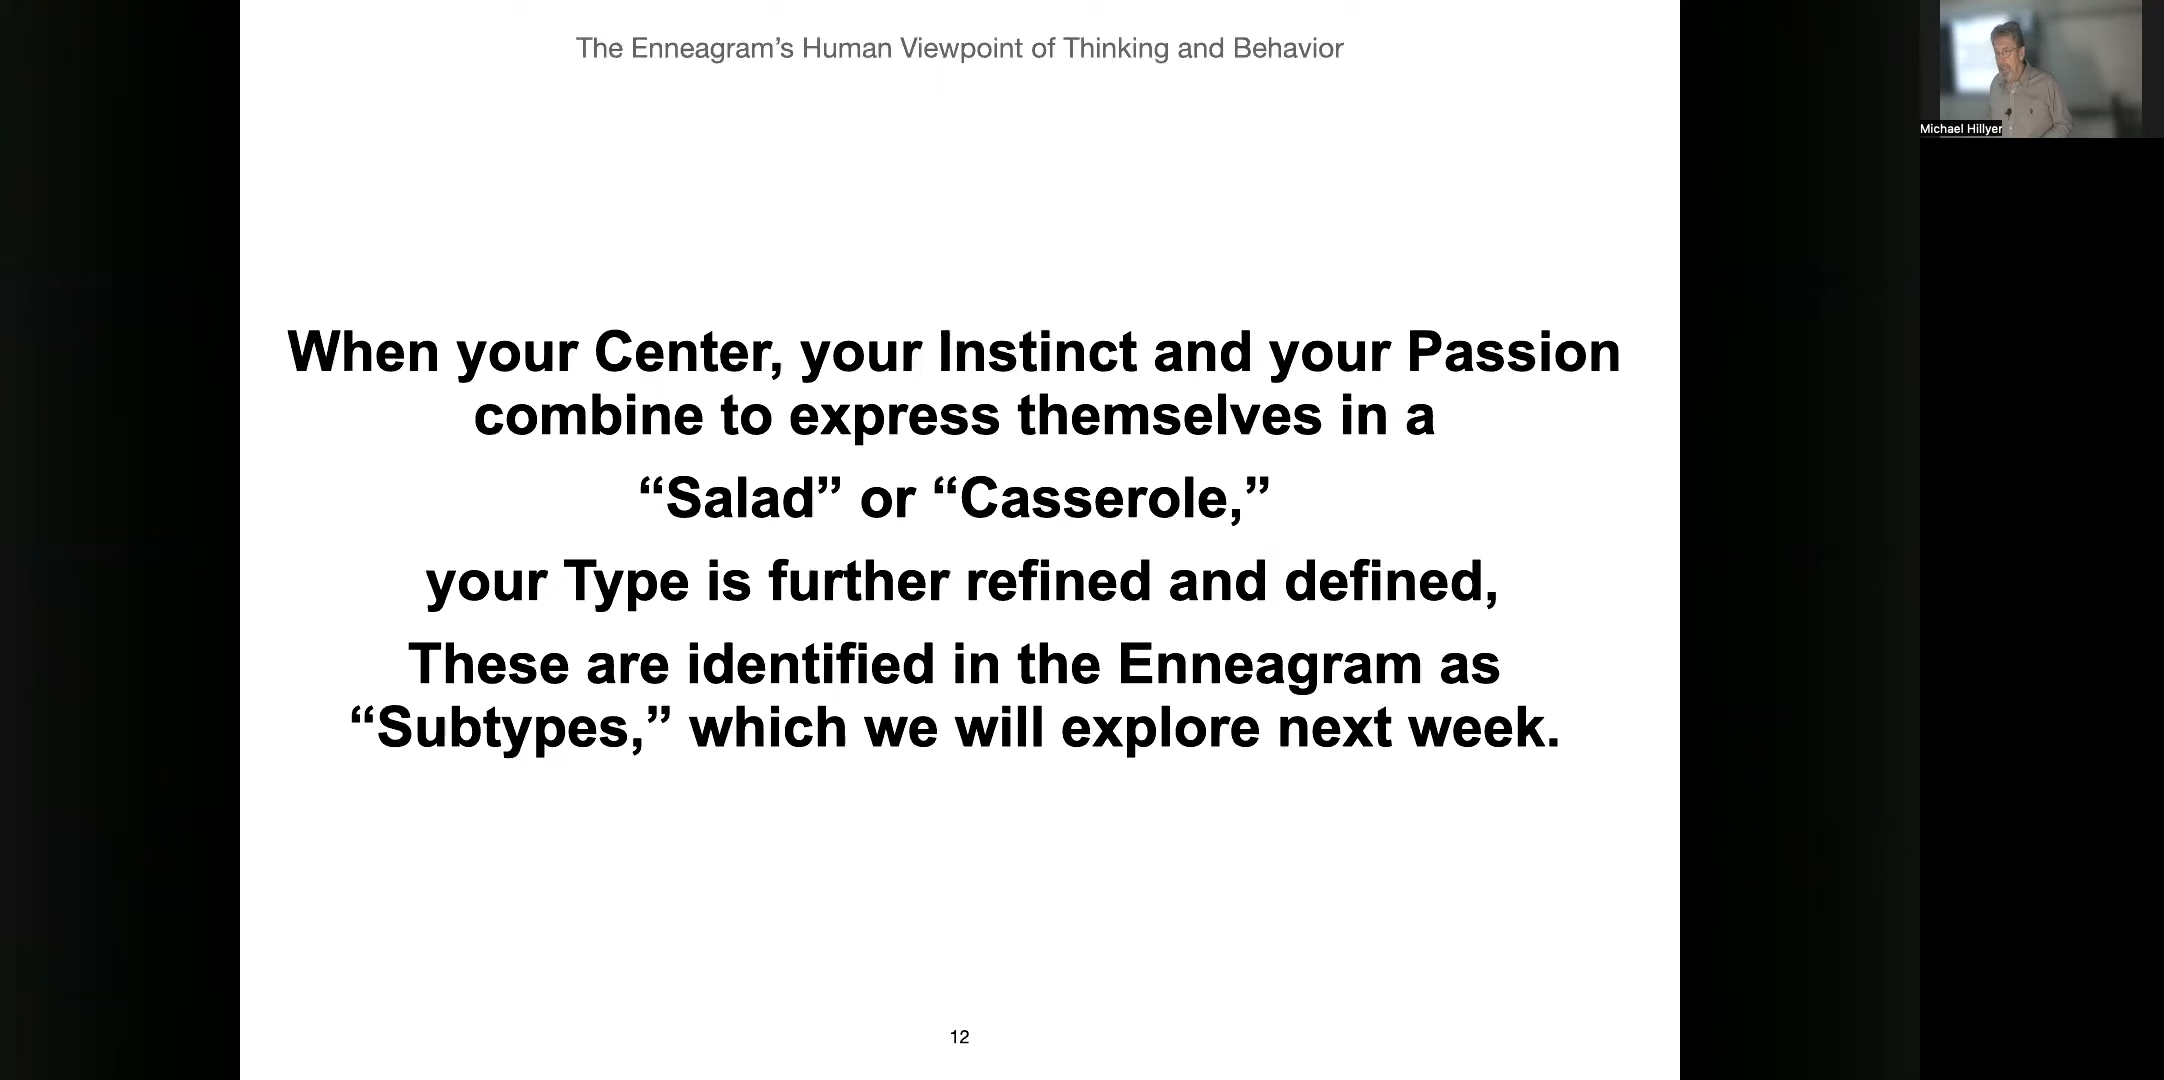 The Enneagram’s Human Viewpoint of Thinking and Behavior
Michael Hillyer
When your Center, your Instinct and your Passion
combine to express themselves in a
“Salad” or “Casserole,”
your Type is further refined and defined,
These are identified in the Enneagram as
“Subtypes,” which we will explore next week.
12